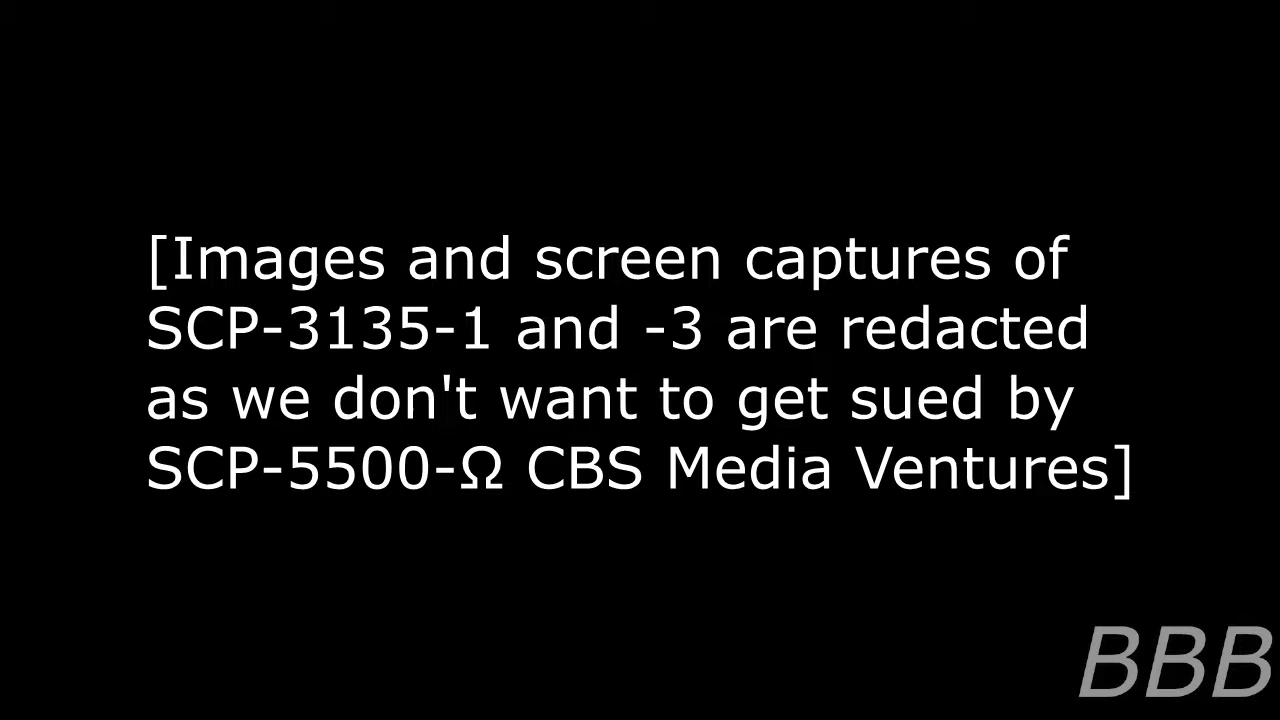 [Images and screen captures of
SCP-3135-1 and -3 are redacted
as we don't want to get sued by
SCP-5500-Ω CBS Media Ventures]
BBB